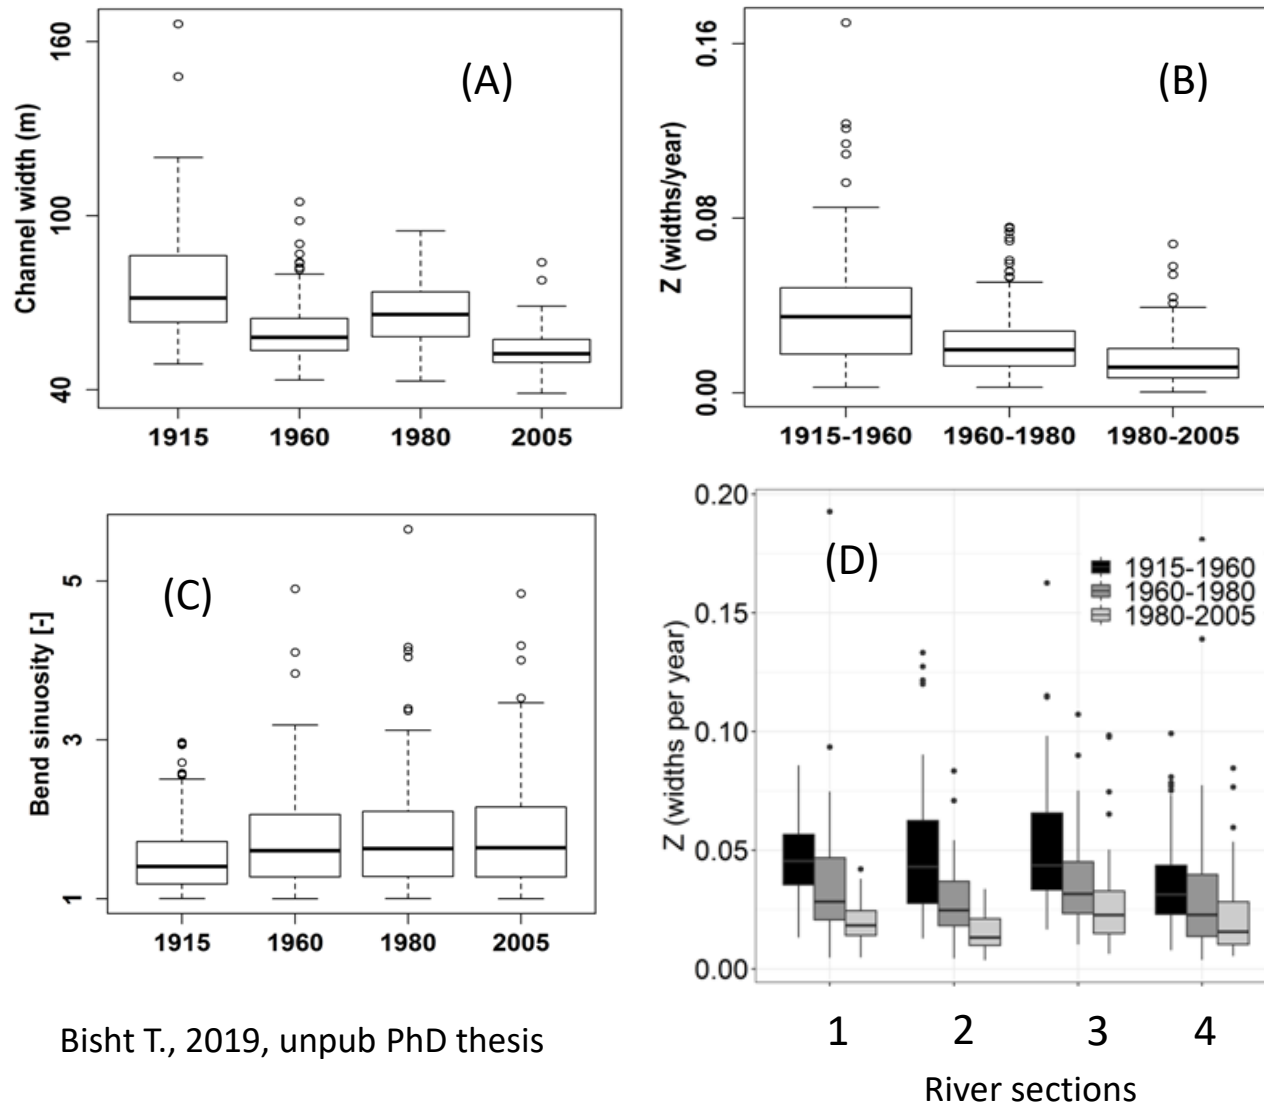 (A)
Channel width (m)
160
100
40
1915 1960 1980 2005
(B)
Z (widths/year)
0.16
0.08
0.00
1915-1960 1960-1980 1980-2005
(C)
Bend sinuosity [-]
5
3
1
1915 1960 1980 2005
(D)
Z (widths per year)
0.20
0.15
0.10
0.05
0.00
1915-1960
1960-1980
1980-2005
1 2 3 4
River sections
Bisht T., 2019, unpub PhD thesis